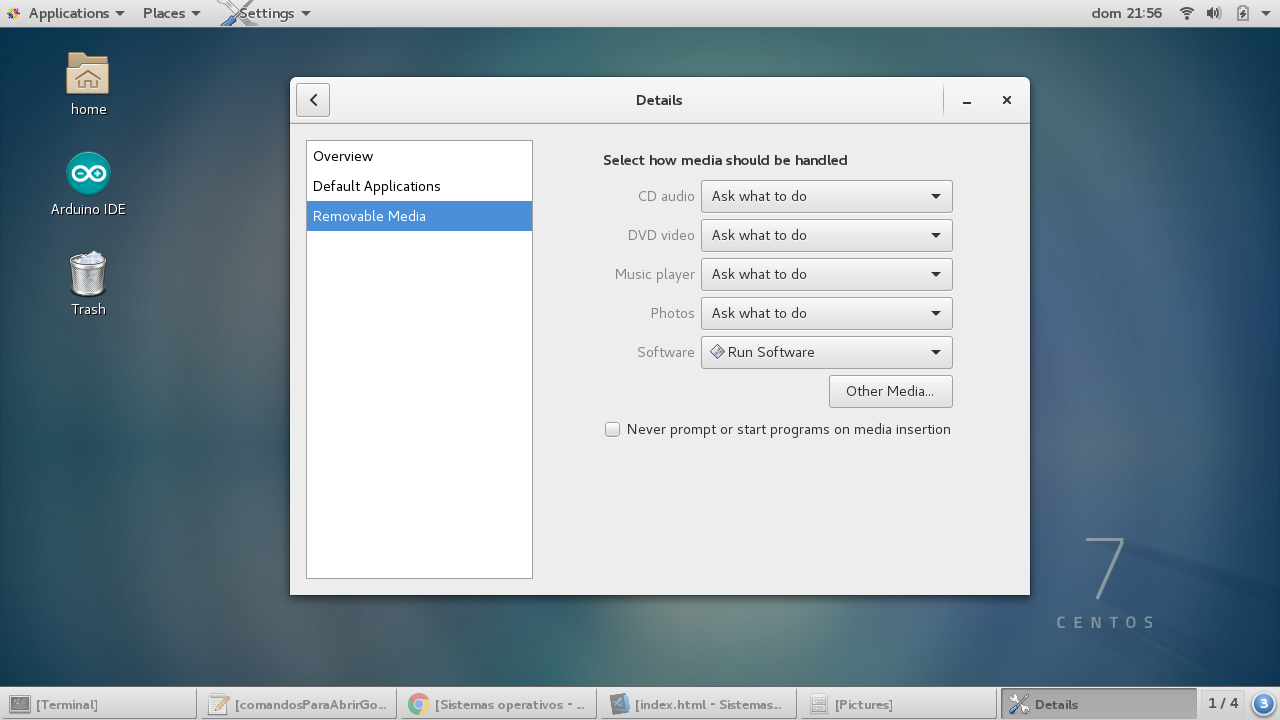 Applications Places Settings dom 21:56
home
Arduino IDE
Trash
Details
Overview
Default Applications
Removable Media
Select how media should be handled
CD audio Ask what to do
DVD video Ask what to do
Music player Ask what to do
Photos Ask what to do
Software Run Software
Other Media...
Never prompt or start programs on media insertion
7
CENTOS
[Terminal] [comandosParaAbrirGo... [Sistemas operativos - ... [index.html - Sistemas... [Pictures] Details 1 / 4 3